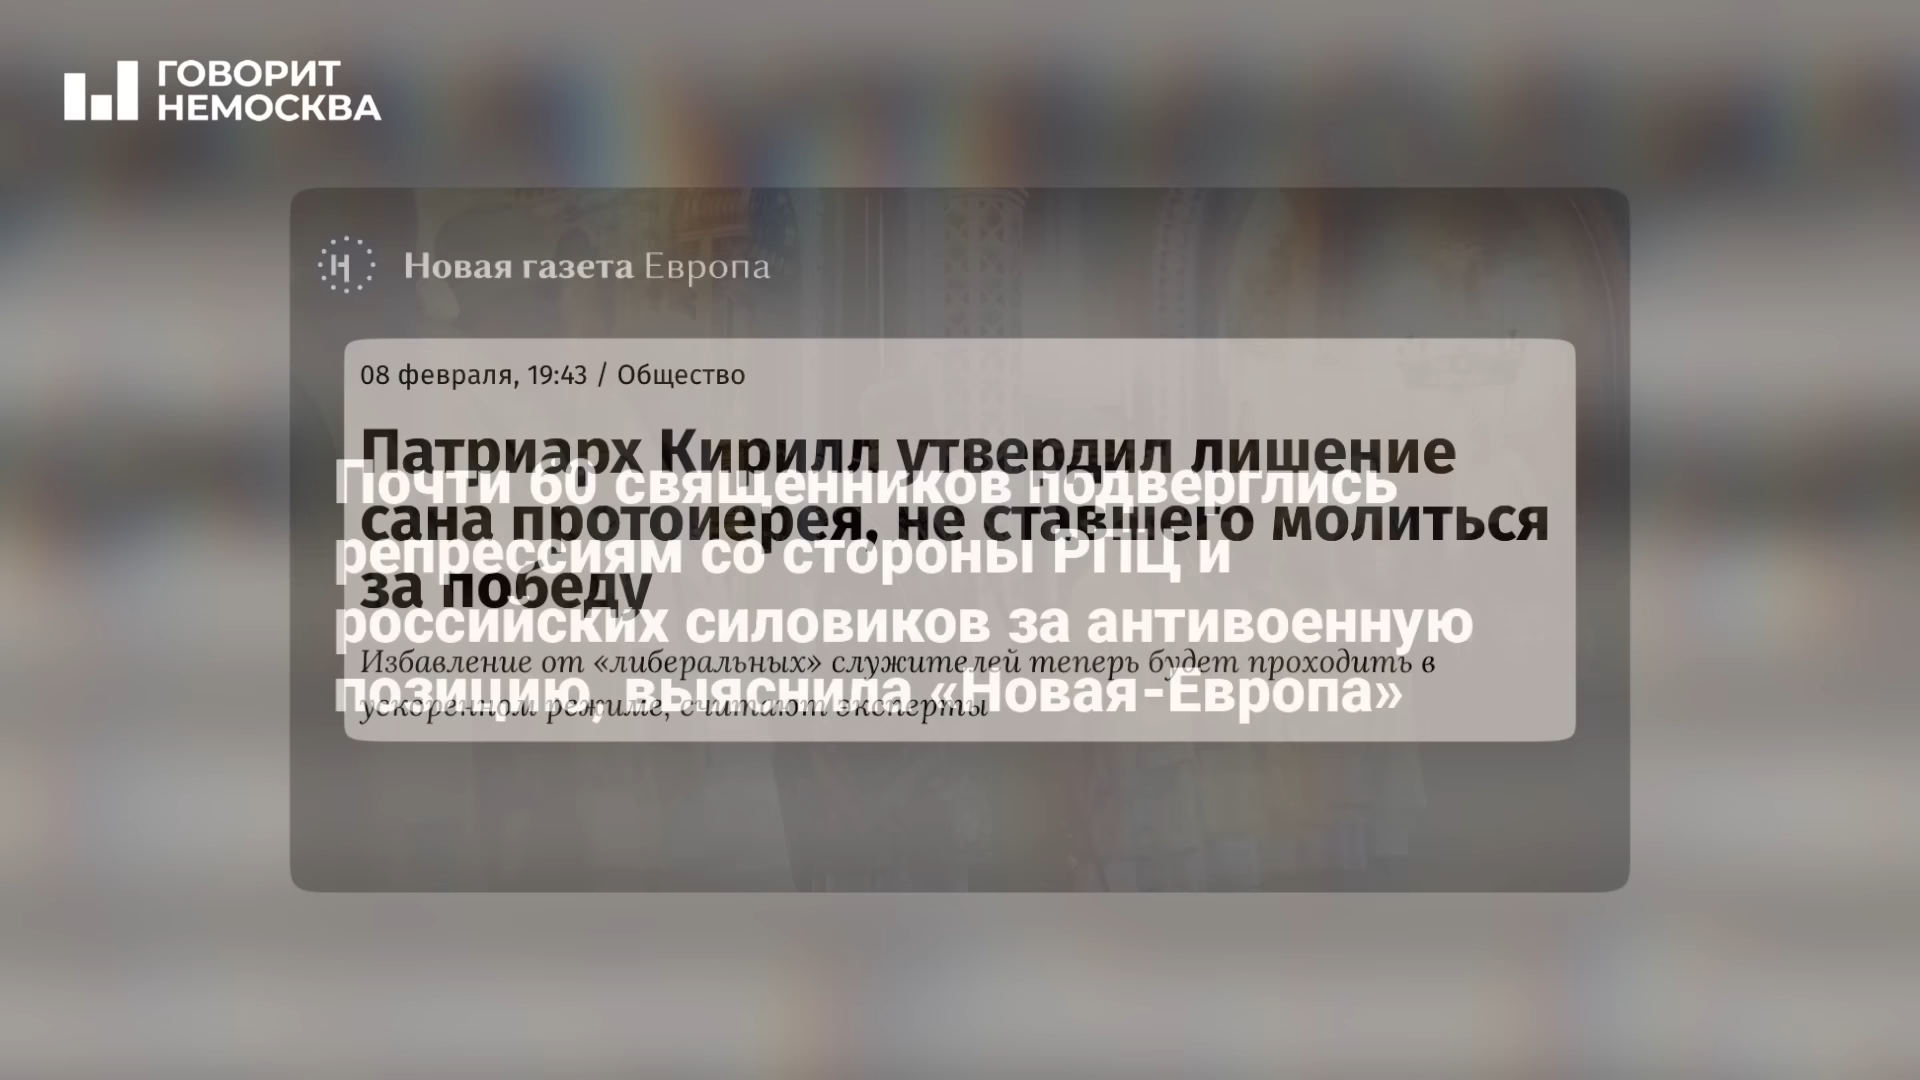 ГОВОРИТ
НЕМОСКВА
Новая газета Европа
08 февраля, 19:43 / Общество
Патриарх Кирилл утвердил лишение
сана протоиерея, не ставшего молиться
за победу
Избавление от «либеральных» служителей теперь будет проходить в
ускоренном режиме, считают эксперты
Почти 60 священников подверглись
репрессиям со стороны РПЦ и
российских силовиков за антивоенную
позицию, выяснила «Новая-Европа»